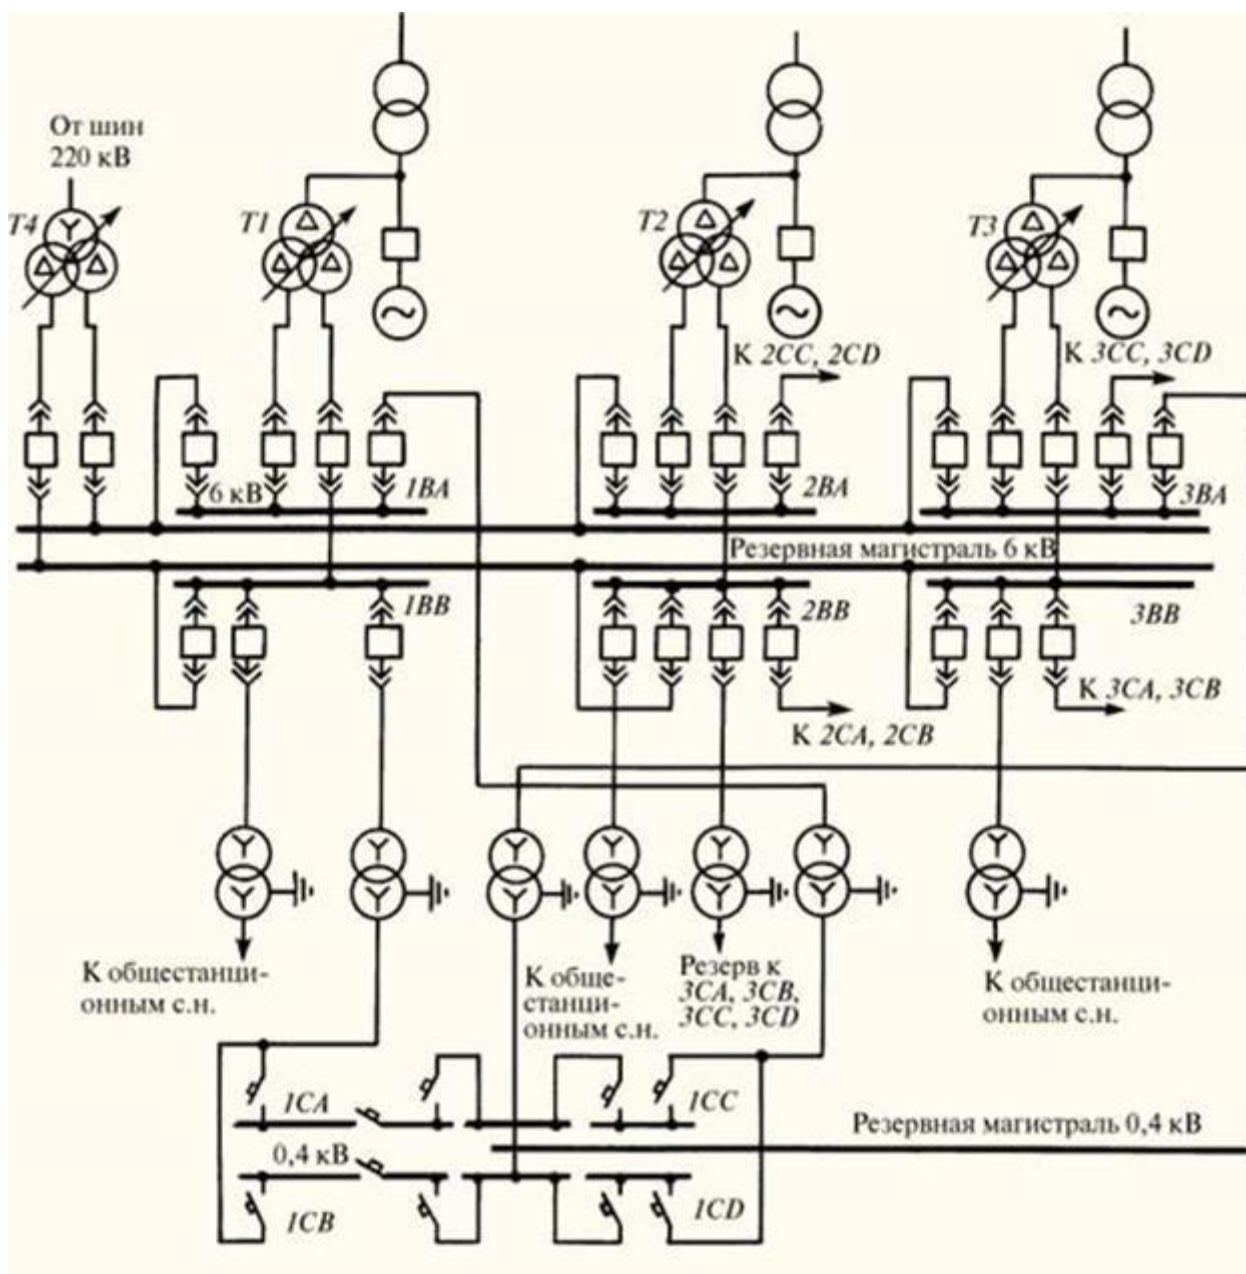 От шин
220 кВ
T4
T1
T2
T3
К 2CC, 2CD
К 3CC, 3CD
6 кВ
1BA
2BA
3BA
Резервная магистраль 6 кВ
1BB
2BB
3BB
К 3CA, 3CB
К 2CA, 2CB
К общестанци-
онным с.н.
К обще-
станци-
онным с.н.
Резерв к
3CA, 3CB,
3CC, 3CD
К общестанци-
онным с.н.
1CA
1CC
Резервная магистраль 0,4 кВ
0,4 кВ
1CB
1CD